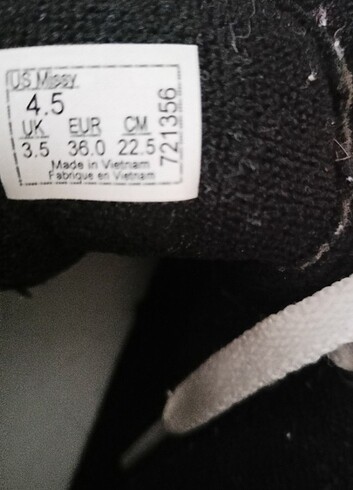 US Missy
4.5
UK EUR CM
3.5 36.0 22.5
Made in Vietnam
Fabrique en Vietnam
721356